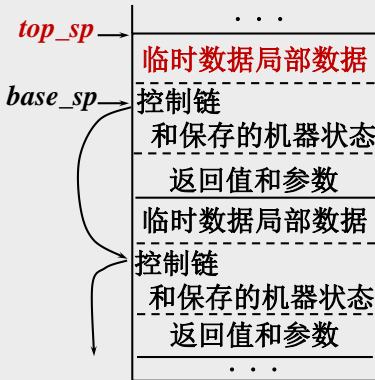 . . .
top_sp
临时数据局部数据
base_sp
控制链
和保存的机器状态
返回值和参数
临时数据局部数据
控制链
和保存的机器状态
返回值和参数
. . .